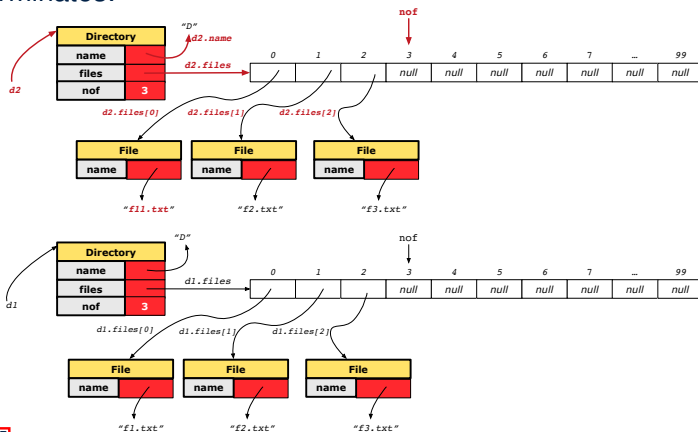 rminates.
nof
"D"
Directory
d2.name
0 1 2 3 4 5 6 7 … 99
name
d2.files
null null null null null null null
files
d2
nof 3
d2.files[0] d2.files[1] d2.files[2]
File File File
name name name
"f11.txt" "f2.txt" "f3.txt"
"D"
nof
Directory
0 1 2 3 4 5 6 7 … 99
name
d1.files
null null null null null null null
files
d1
nof 3
d1.files[0] d1.files[1] d1.files[2]
File File File
name name name
"f1.txt" "f2.txt" "f3.txt"